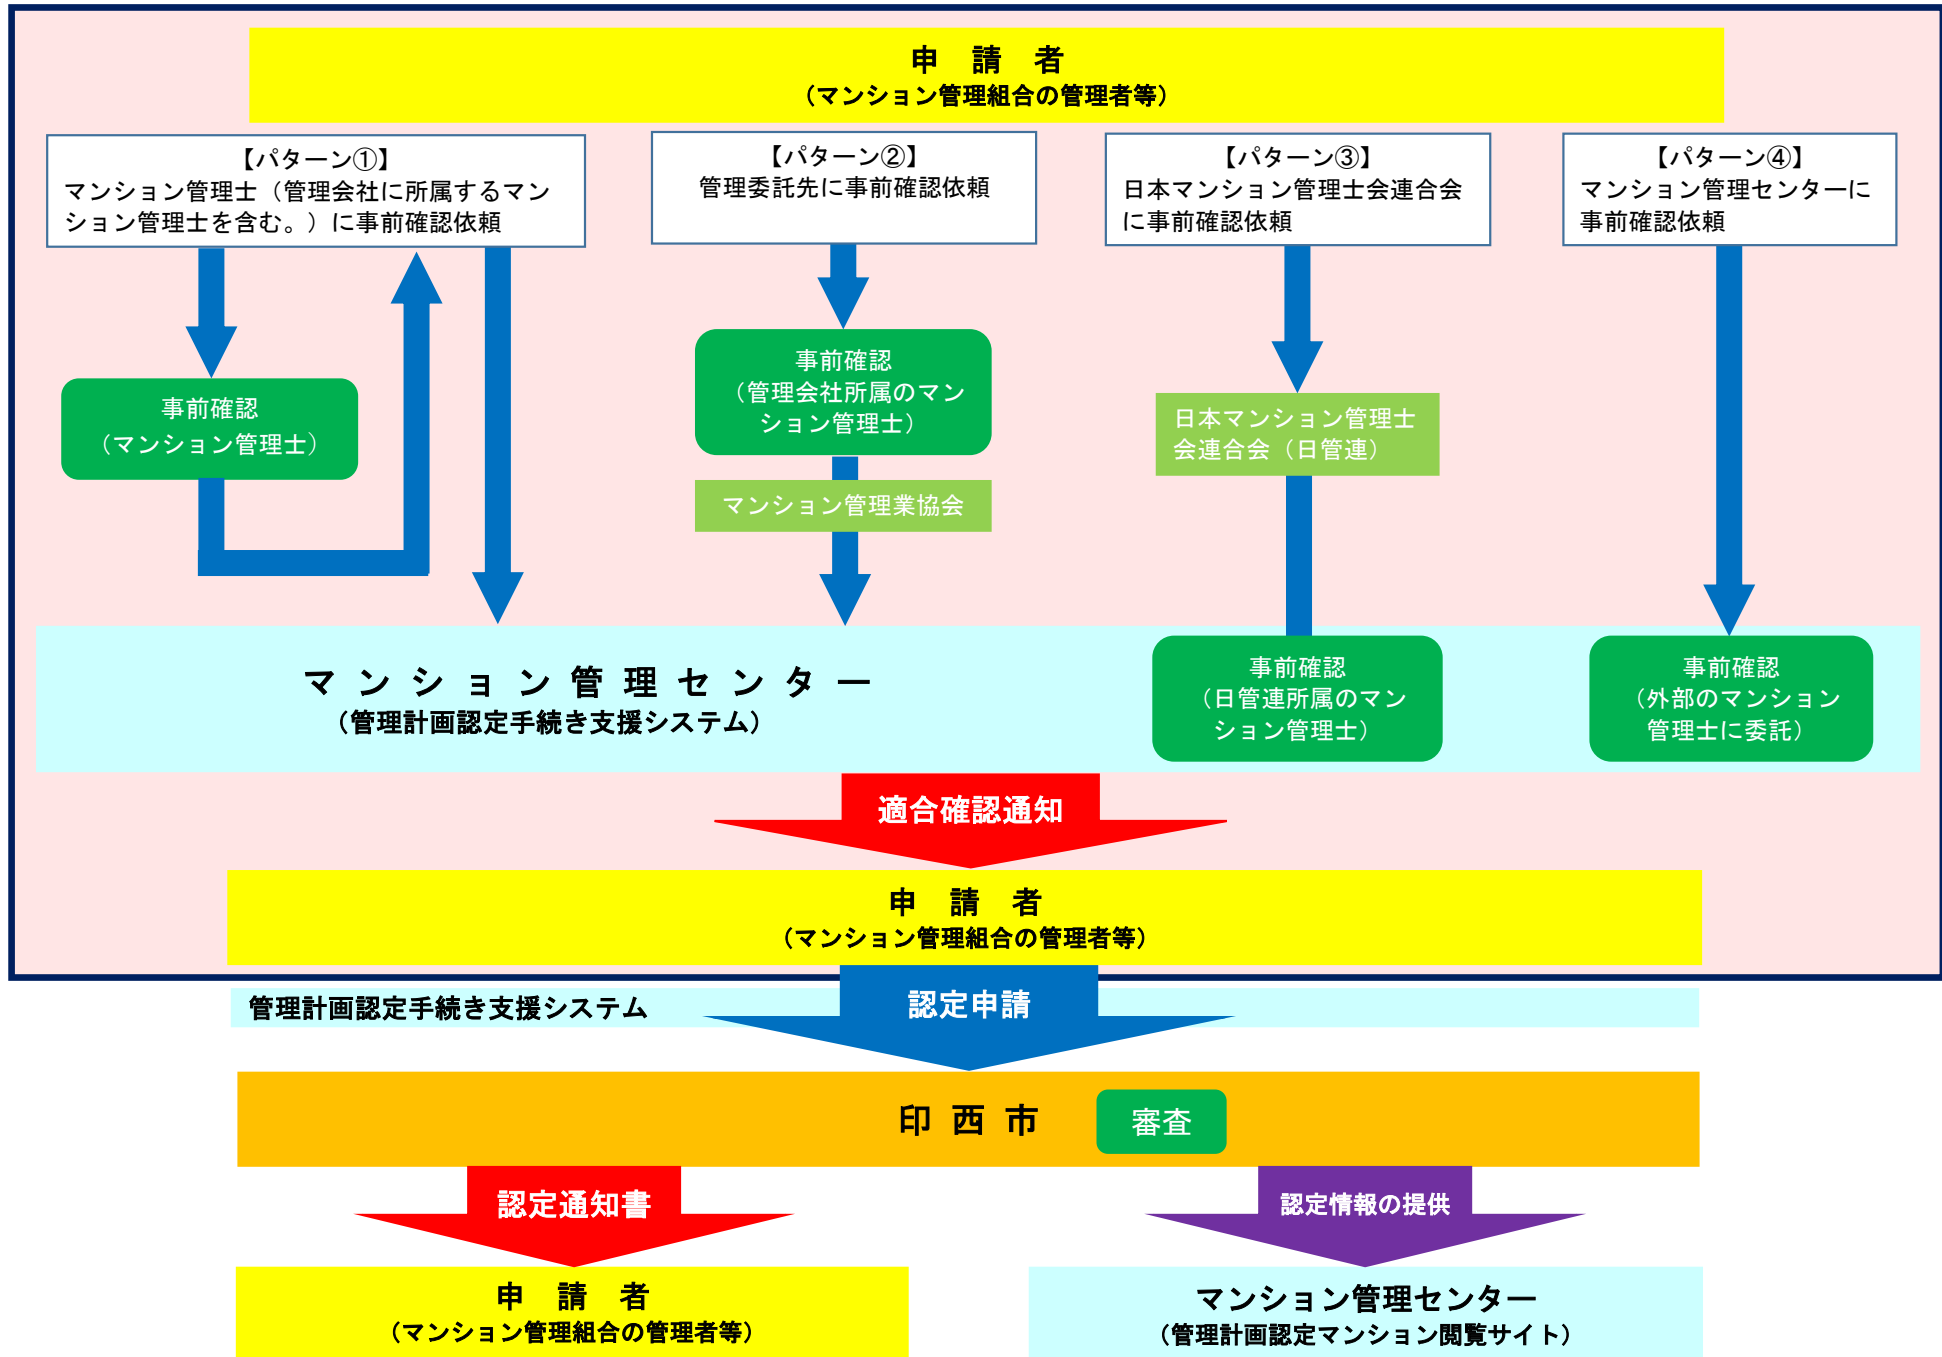 申　請　者
（マンション管理組合の管理者等）
【パターン①】
マンション管理士（管理会社に所属するマン
ション管理士を含む。）に事前確認依頼
【パターン②】
管理委託先に事前確認依頼
【パターン③】
日本マンション管理士会連合会
に事前確認依頼
【パターン④】
マンション管理センターに
事前確認依頼
事前確認
（マンション管理士）
事前確認
（管理会社所属のマン
ション管理士）
マンション管理業協会
日本マンション管理士
会連合会（日管連）
マンション管理センター
（管理計画認定手続き支援システム）
事前確認
（日管連所属のマン
ション管理士）
事前確認
（外部のマンション
管理士に委託）
適合確認通知
申　請　者
（マンション管理組合の管理者等）
管理計画認定手続き支援システム
認定申請
印西市
審査
認定通知書
認定情報の提供
申　請　者
（マンション管理組合の管理者等）
マンション管理センター
（管理計画認定マンション閲覧サイト）